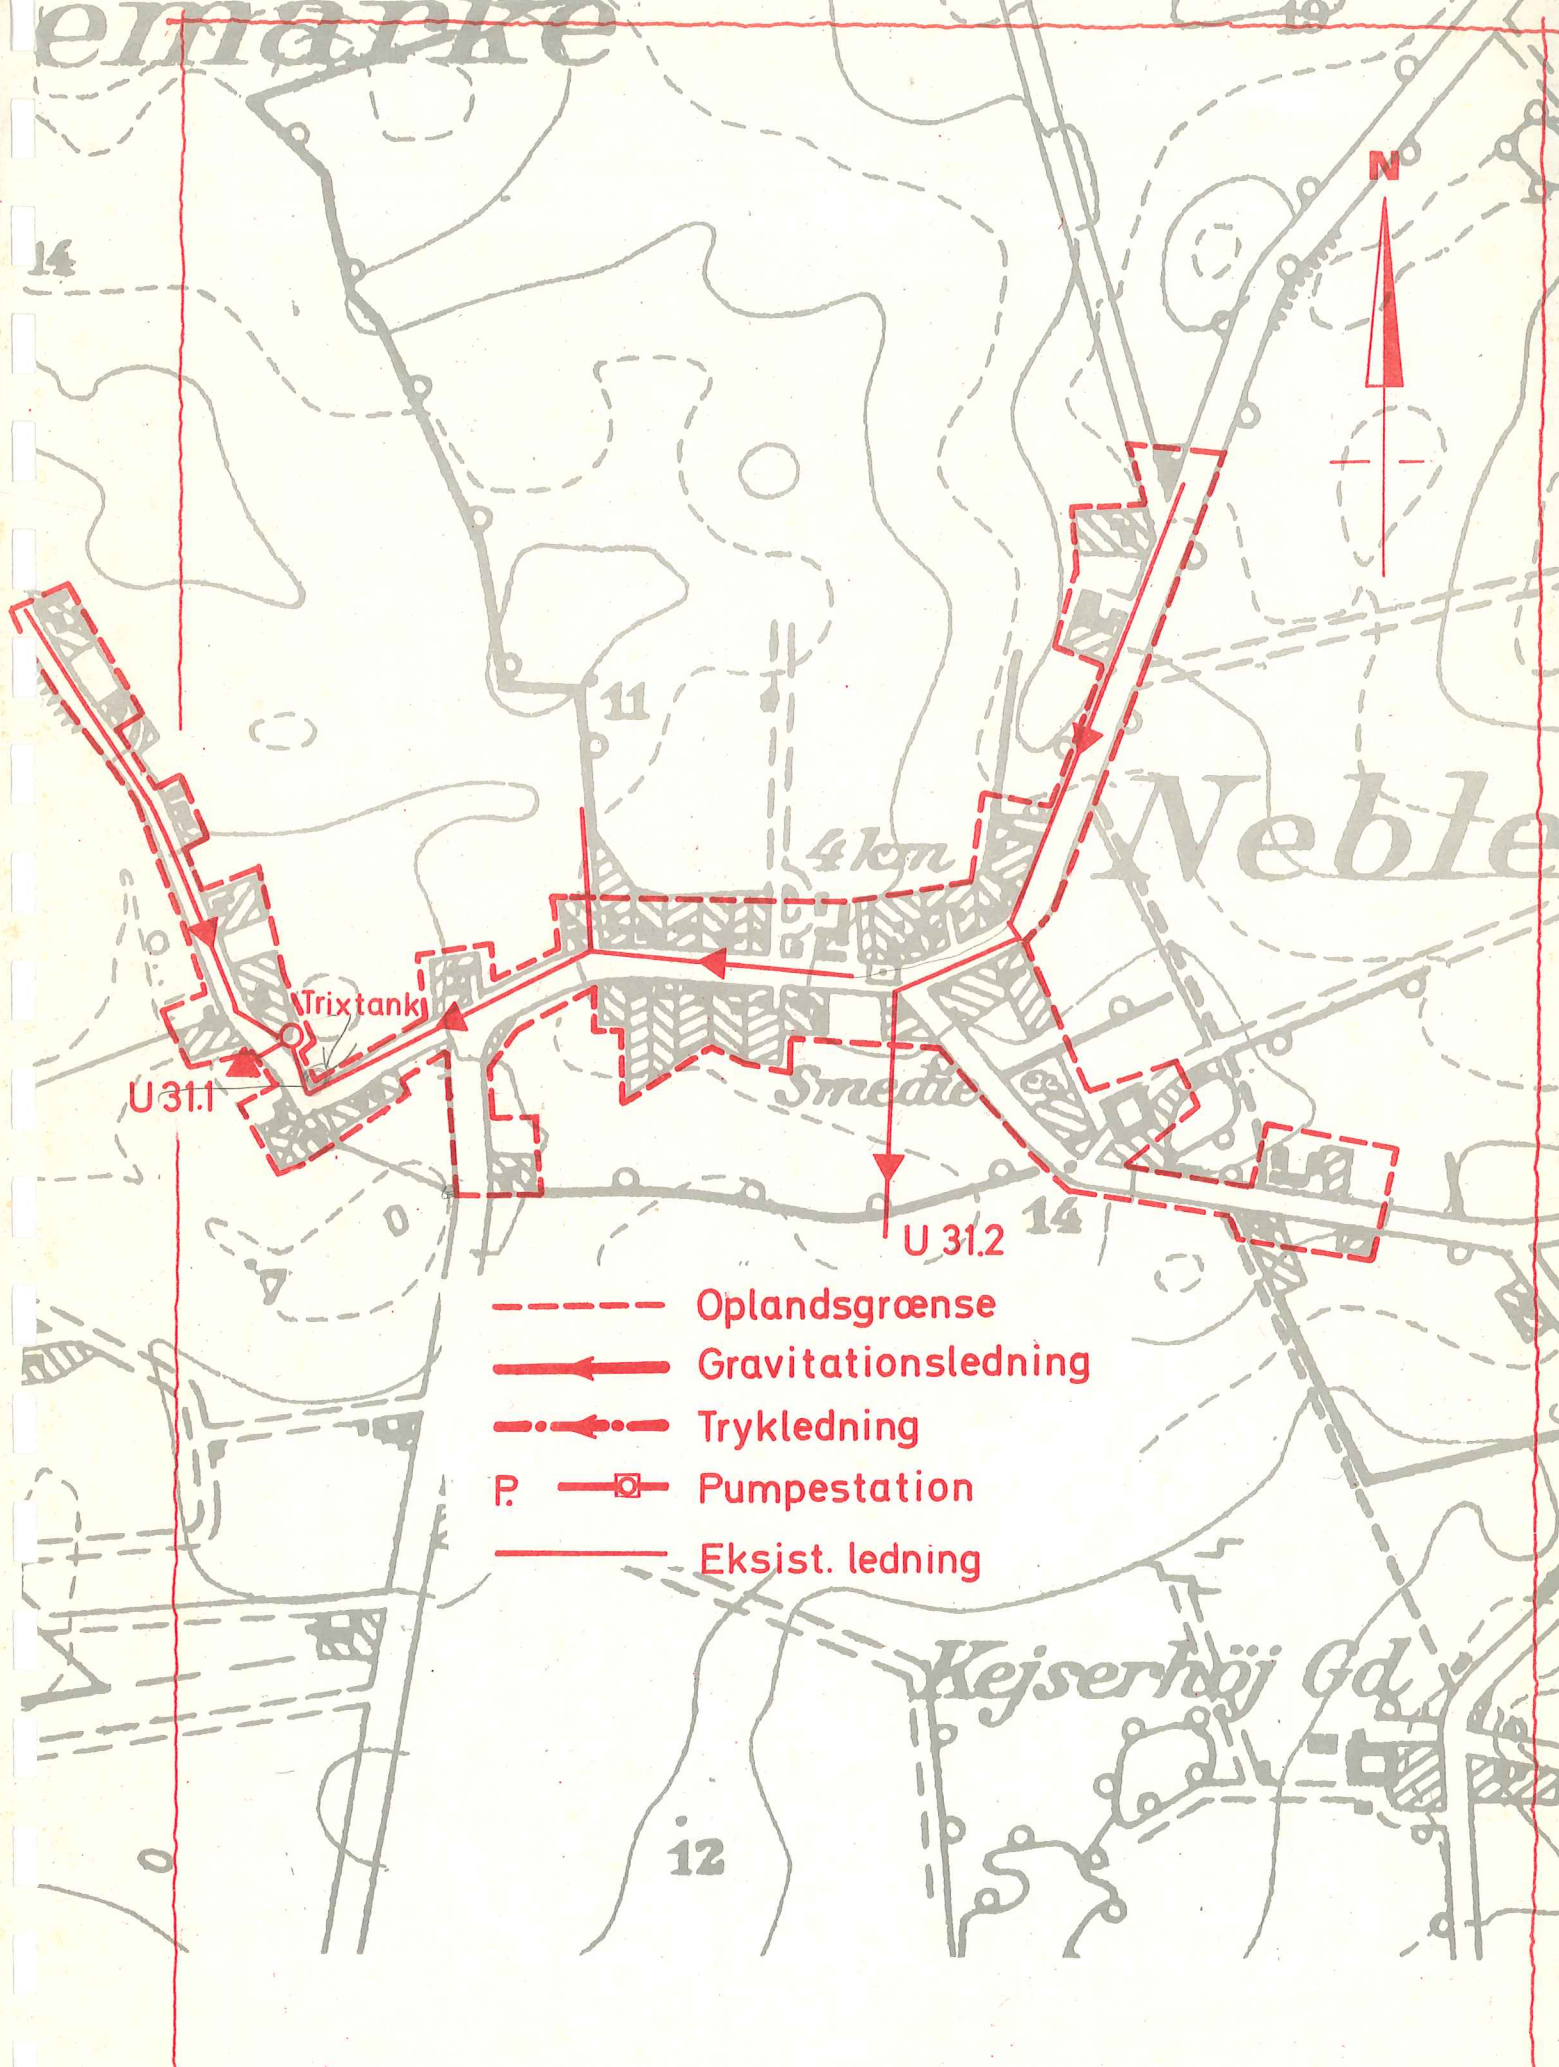 emarke
19
N
14
11
4 km
Neble
Trixtank
U 31.1
Smedie
14
U 31.2
Oplandsgrænse
Gravitationsledning
Trykledning
P. Pumpestation
Eksist. ledning
Kejserhöj Gd
12